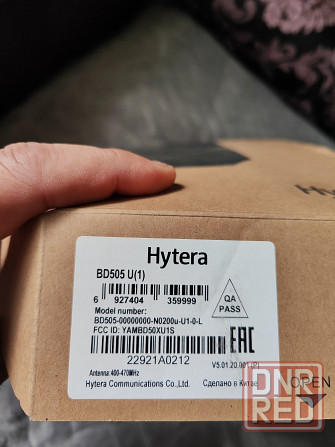 Hytera
BD505 U(1)
6 927404 359999
Model number:
BD505-00000000-N0200u-U1-0-L
FCC ID: YAMBD50XU1S
QA
PASS
EAC
22921A0212
V5.01.20.001(P)
Antenna:400-470MHz
Hytera Communications Co.,Ltd.
Сделано в Китае
OPEN
DNR
RED